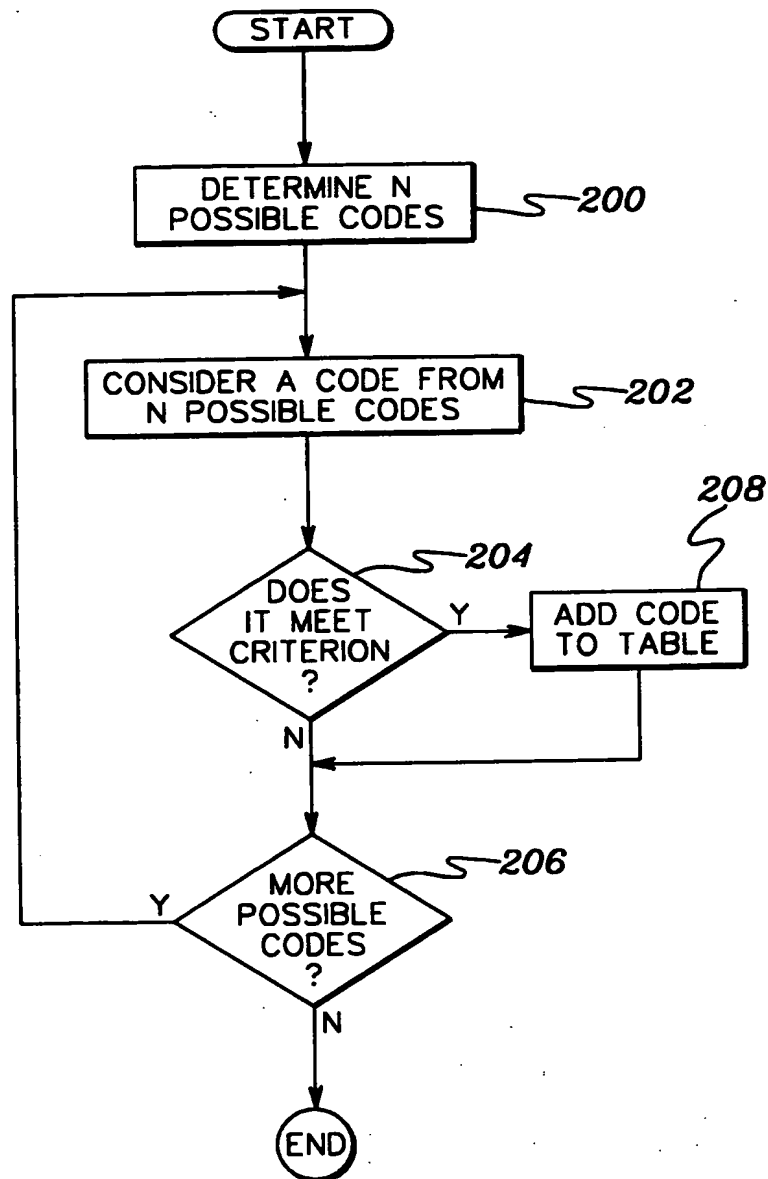 START
DETERMINE N
POSSIBLE CODES
200
CONSIDER A CODE FROM
N POSSIBLE CODES
202
204
DOES
IT MEET
CRITERION
?
Y
N
208
ADD CODE
TO TABLE
206
MORE
POSSIBLE
CODES
?
Y
N
END